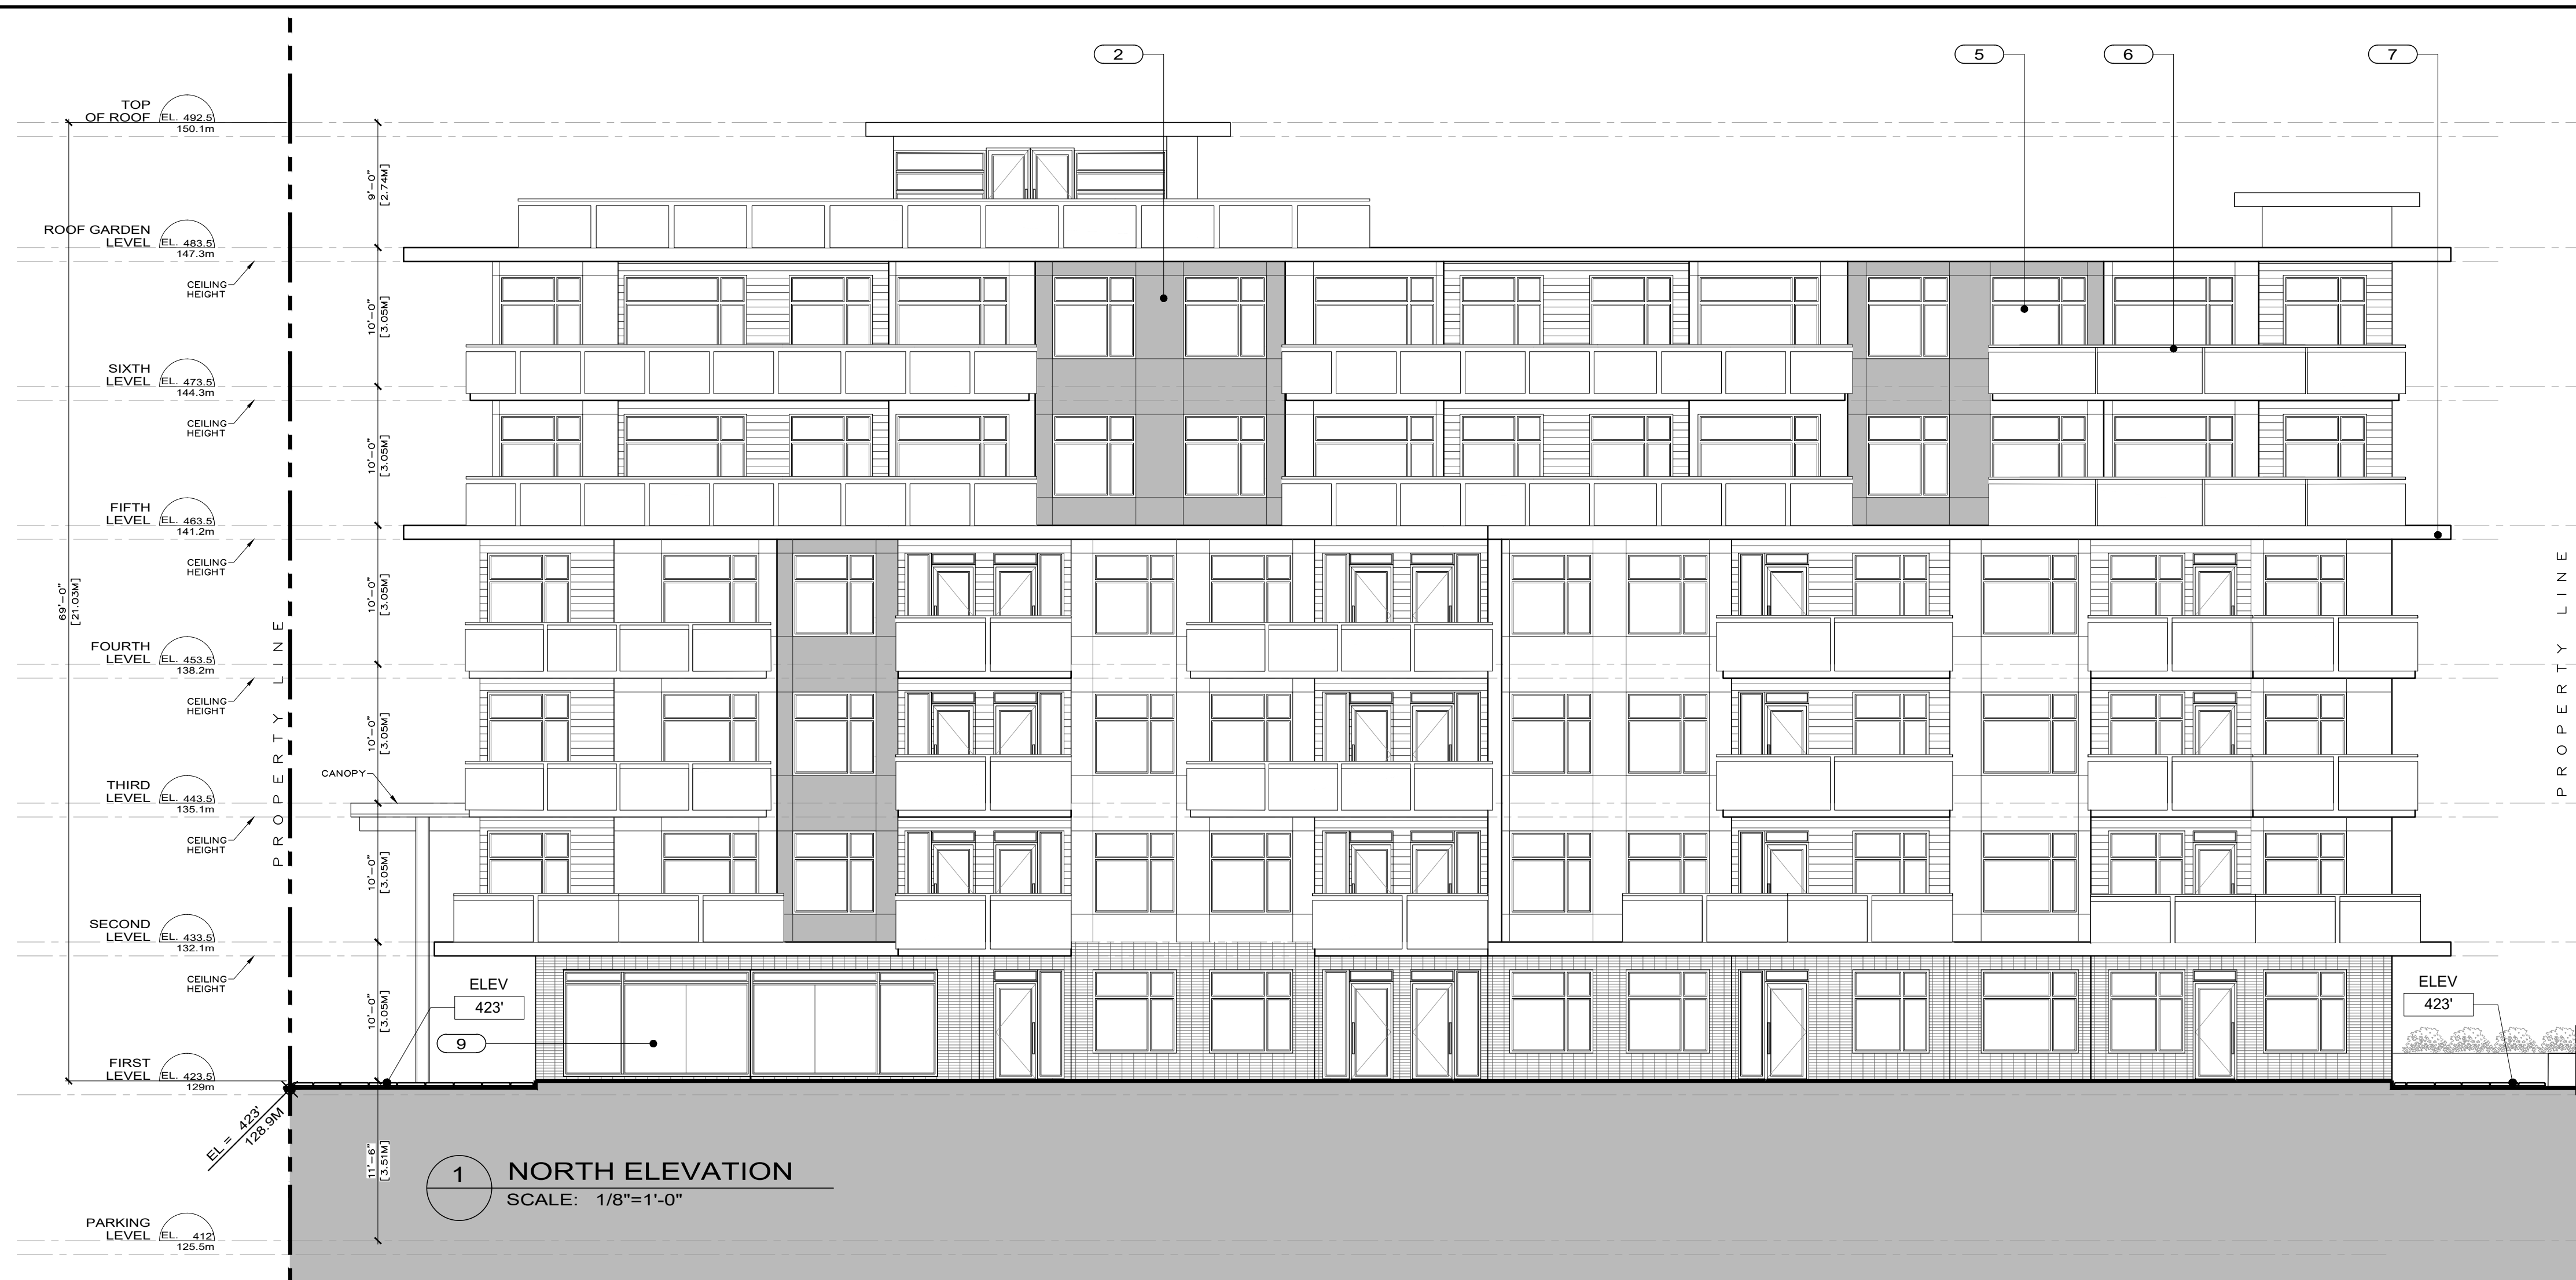 2
5
6
7
TOP
OF ROOF
EL. 492.5'
150.1m
9'-0"
[2.74M]
ROOF GARDEN
LEVEL
EL. 483.5'
147.3m
CEILING
HEIGHT
10'-0"
[3.05M]
SIXTH
LEVEL
EL. 473.5'
144.3m
CEILING
HEIGHT
10'-0"
[3.05M]
FIFTH
LEVEL
EL. 463.5'
141.2m
CEILING
HEIGHT
69'-0"
[21.03M]
10'-0"
[3.05M]
PROPERTY LINE
PROPERTY LINE
FOURTH
LEVEL
EL. 453.5'
138.2m
CEILING
HEIGHT
10'-0"
[3.05M]
CANOPY
THIRD
LEVEL
EL. 443.5'
135.1m
CEILING
HEIGHT
10'-0"
[3.05M]
SECOND
LEVEL
EL. 433.5'
132.1m
CEILING
HEIGHT
10'-0"
[3.05M]
ELEV
423'
9
ELEV
423'
FIRST
LEVEL
EL. 423.5'
129m
EL = 423'
128.9M
11'-6"
[3.51M]
1
NORTH ELEVATION
SCALE: 1/8"=1'-0"
PARKING
LEVEL
EL. 412'
125.5m